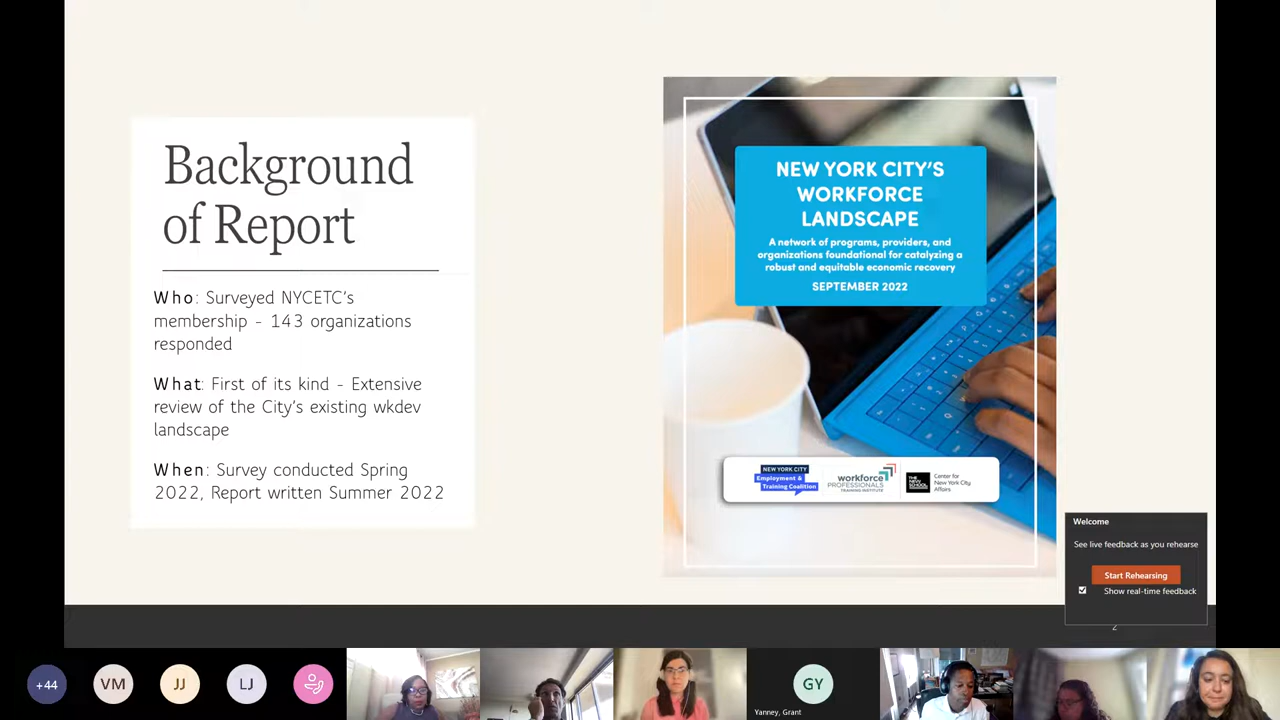 Background
of Report
Who: Surveyed NYCETC's
membership - 143 organizations
responded
What: First of its kind - Extensive
review of the City's existing wkdev
landscape
When: Survey conducted Spring
2022, Report written Summer 2022
NEW YORK CITY'S
WORKFORCE
LANDSCAPE
A network of programs, providers, and
organizations foundational for catalyzing a
robust and equitable economic recovery
SEPTEMBER 2022
NEW YORK CITY
Employment &
Training Coalition
workforce
PROFESSIONALS
TRAINING INSTITUTE
THE
NEW
SCHOOL
Center for
New York City
Affairs
Welcome
See live feedback as you rehearse
Start Rehearsing
Show real-time feedback
2
+44
VM
JJ
LJ
GY
Yanney, Grant